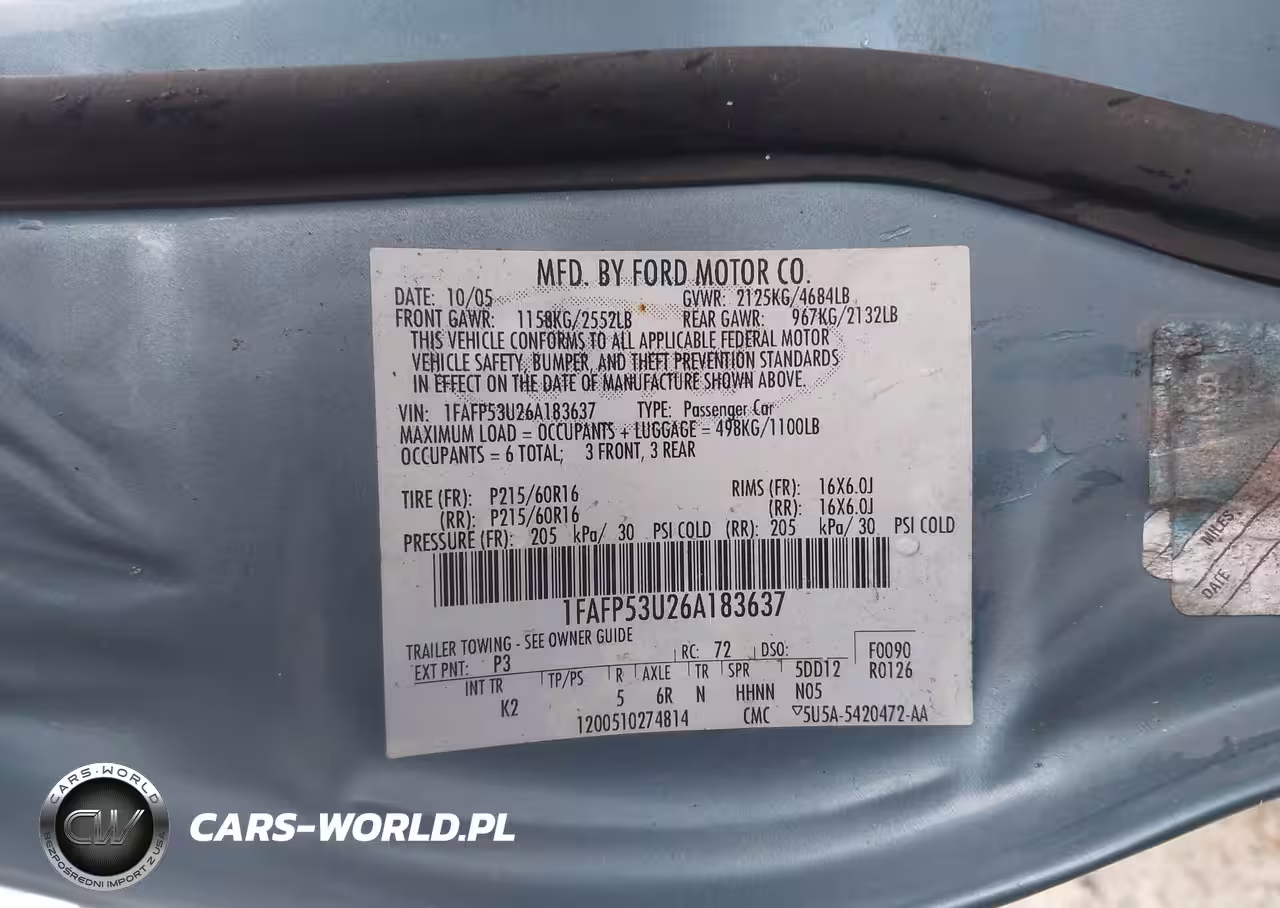 MFD. BY FORD MOTOR CO.
DATE: 10/05 GVWR: 2125KG/4684LB
FRONT GAWR: 1158KG/2552LB REAR GAWR: 967KG/2132LB
THIS VEHICLE CONFORMS TO ALL APPLICABLE FEDERAL MOTOR
VEHICLE SAFETY, BUMPER, AND THEFT PREVENTION STANDARDS
IN EFFECT ON THE DATE OF MANUFACTURE SHOWN ABOVE.
VIN: 1FAFP53U26A183637 TYPE: Passenger Car
MAXIMUM LOAD = OCCUPANTS + LUGGAGE = 498KG/1100LB
OCCUPANTS = 6 TOTAL; 3 FRONT, 3 REAR
TIRE (FR): P215/60R16 RIMS (FR): 16X6.0J
(RR): P215/60R16 (RR): 16X6.0J
PRESSURE (FR): 205 kPa/ 30 PSI COLD (RR): 205 kPa/ 30 PSI COLD
1FAFP53U26A183637
TRAILER TOWING - SEE OWNER GUIDE
RC: 72 DSO: F0090
EXT PNT: P3 R0126
INT TR TP/PS R AXLE TR SPR 5DD12
K2 5 6R N HHNN N05
1200510274814 CMC ▽5U5A-5420472-AA
MILES
DATE
CARS-WORLD
CW
BEZPOŚREDNI IMPORT Z USA
CARS-WORLD.PL